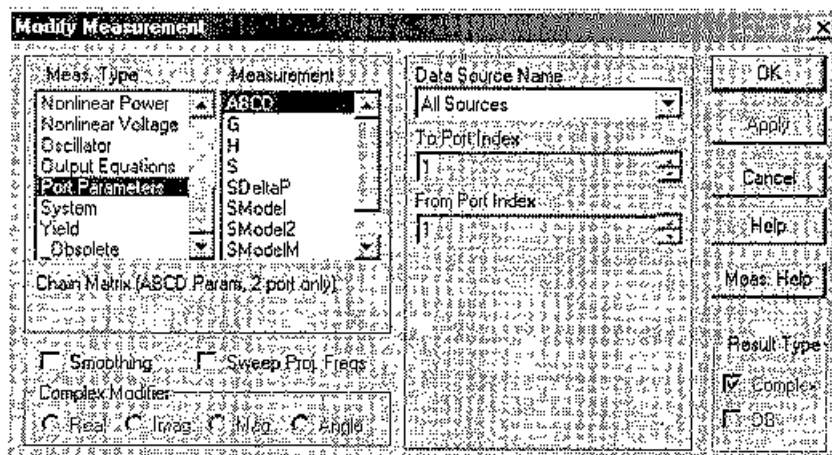 Modify Measurement
Meas. Type
Nonlinear Power
Nonlinear Voltage
Oscillator
Output Equations
Port Parameters
System
Yield
_Obsolete
Measurement
ABCD
G
H
S
SDeltaP
SModel
SModel2
SModelM
Chain Matrix (ABCD Param, 2 port only)
Smoothing
Sweep Proj. Freqs
Complex Modifier
Real
Imag
Mag
Angle
Data Source Name
All Sources
To Port Index
1
From Port Index
1
OK
Apply
Cancel
Help
Meas. Help
Result Type
Complex
DB